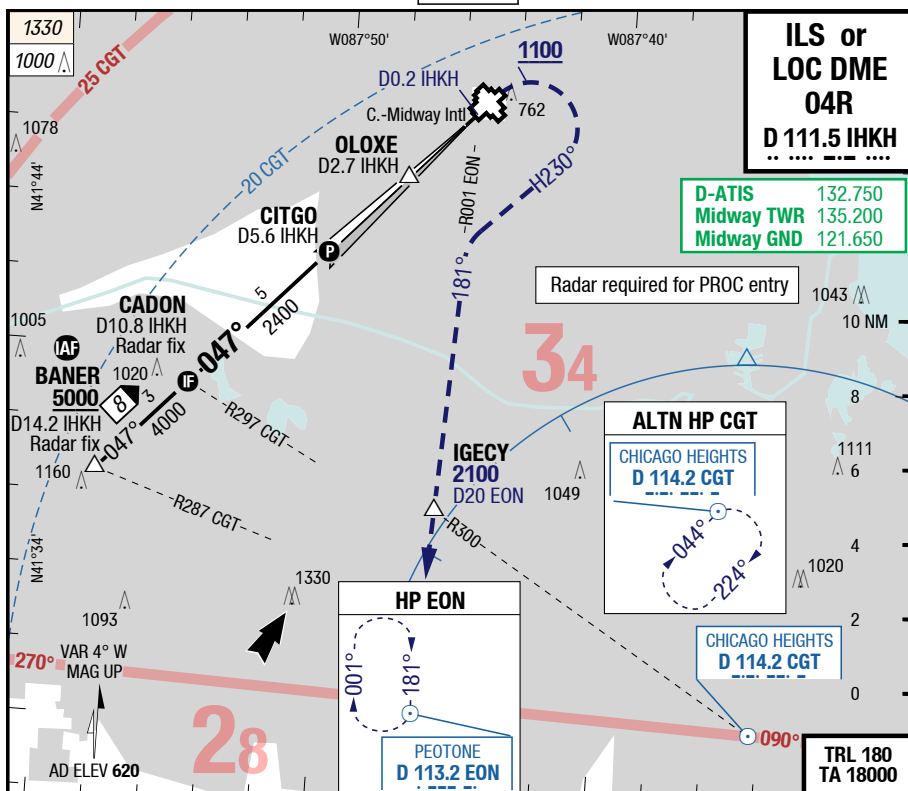 1330
1000
25 CGT
W087°50'
W087°40'
ILS or
LOC DME
04R
D 111.5 IHKH
1100
D0.2 IHKH
C.-Midway Intl
762
1078
OLOXE
D2.7 IHKH
20 CGT
N41°44'
R001 EON
H230°
D-ATIS 132.750
Midway TWR 135.200
Midway GND 121.650
CITGO
D5.6 IHKH
P
181°
Radar required for PROC entry
1043
10 NM
5
2400
CADON
D10.8 IHKH
Radar fix
1005
IAF
047°
34
BANER
5000
D14.2 IHKH
Radar fix
1020
8
3
IF
4000
047°
R297 CGT
8
ALTN HP CGT
CHICAGO HEIGHTS
D 114.2 CGT
044°
224°
IGECY
2100
D20 EON
1049
1111
6
1160
R287 CGT
R300
N41°34'
4
1020
1330
1093
2
HP EON
001°
181°
PEOTONE
D 113.2 EON
VAR 4° W
MAG UP
270°
CHICAGO HEIGHTS
D 114.2 CGT
0
28
090°
AD ELEV 620
TRL 180
TA 18000